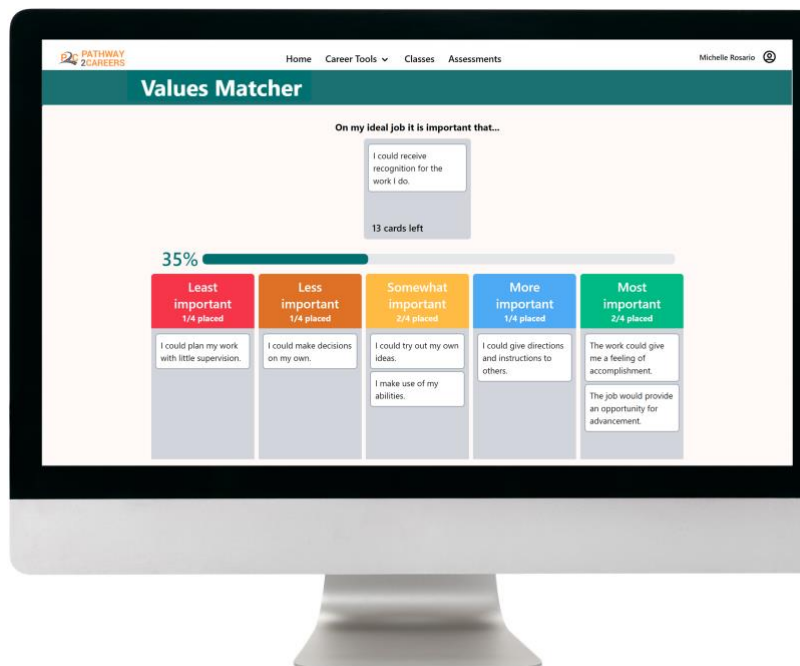 P2C PATHWAY
2CAREERS
Home Career Tools Classes Assessments
Michelle Rosario
Values Matcher
On my ideal job it is important that...
I could receive
recognition for the
work I do.
13 cards left
35%
Least
important
1/4 placed
Less
important
1/4 placed
Somewhat
important
2/4 placed
More
important
1/4 placed
Most
important
2/4 placed
I could plan my work
with little supervision.
I could make decisions
on my own.
I could try out my own
ideas.
I make use of my
abilities.
I could give directions
and instructions to
others.
The work could give
me a feeling of
accomplishment.
The job would provide
an opportunity for
advancement.